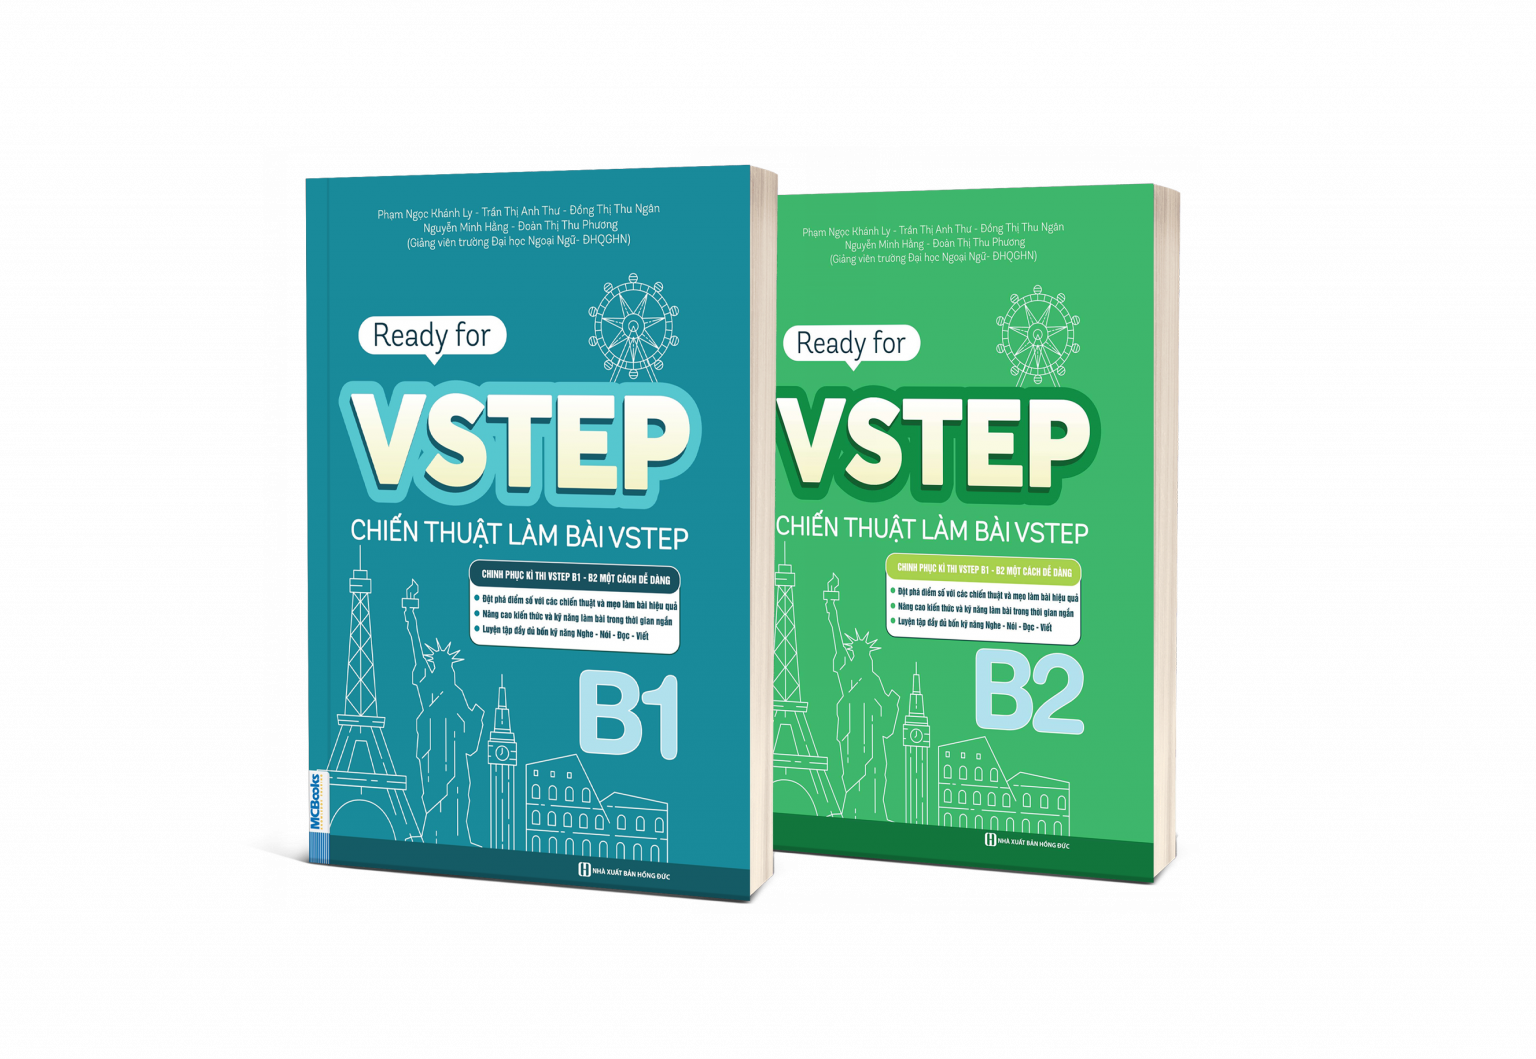 Phạm Ngọc Khánh Ly - Trần Thị Anh Thư - Đồng Thị Thu Ngân
Nguyễn Minh Hằng - Đoàn Thị Thu Phương
(Giảng viên trường Đại học Ngoại Ngữ- ĐHQGHN)
Ready for
VSTEP
CHIẾN THUẬT LÀM BÀI VSTEP
CHINH PHỤC KÌ THI VSTEP B1 - B2 MỘT CÁCH DỄ DÀNG
Đột phá điểm số với các chiến thuật và mẹo làm bài hiệu quả
Nâng cao kiến thức và kỹ năng làm bài trong thời gian ngắn
Luyện tập đầy đủ bốn kỹ năng Nghe - Nói - Đọc - Viết
B1
MCBooks
NHÀ XUẤT BẢN HỒNG ĐỨC
Phạm Ngọc Khánh Ly - Trần Thị Anh Thư - Đồng Thị Thu Ngân
Nguyễn Minh Hằng - Đoàn Thị Thu Phương
(Giảng viên trường Đại học Ngoại Ngữ- ĐHQGHN)
Ready for
VSTEP
CHIẾN THUẬT LÀM BÀI VSTEP
CHINH PHỤC KÌ THI VSTEP B1 - B2 MỘT CÁCH DỄ DÀNG
Đột phá điểm số với các chiến thuật và mẹo làm bài hiệu quả
Nâng cao kiến thức và kỹ năng làm bài trong thời gian ngắn
Luyện tập đầy đủ bốn kỹ năng Nghe - Nói - Đọc - Viết
B2
NHÀ XUẤT BẢN HỒNG ĐỨC